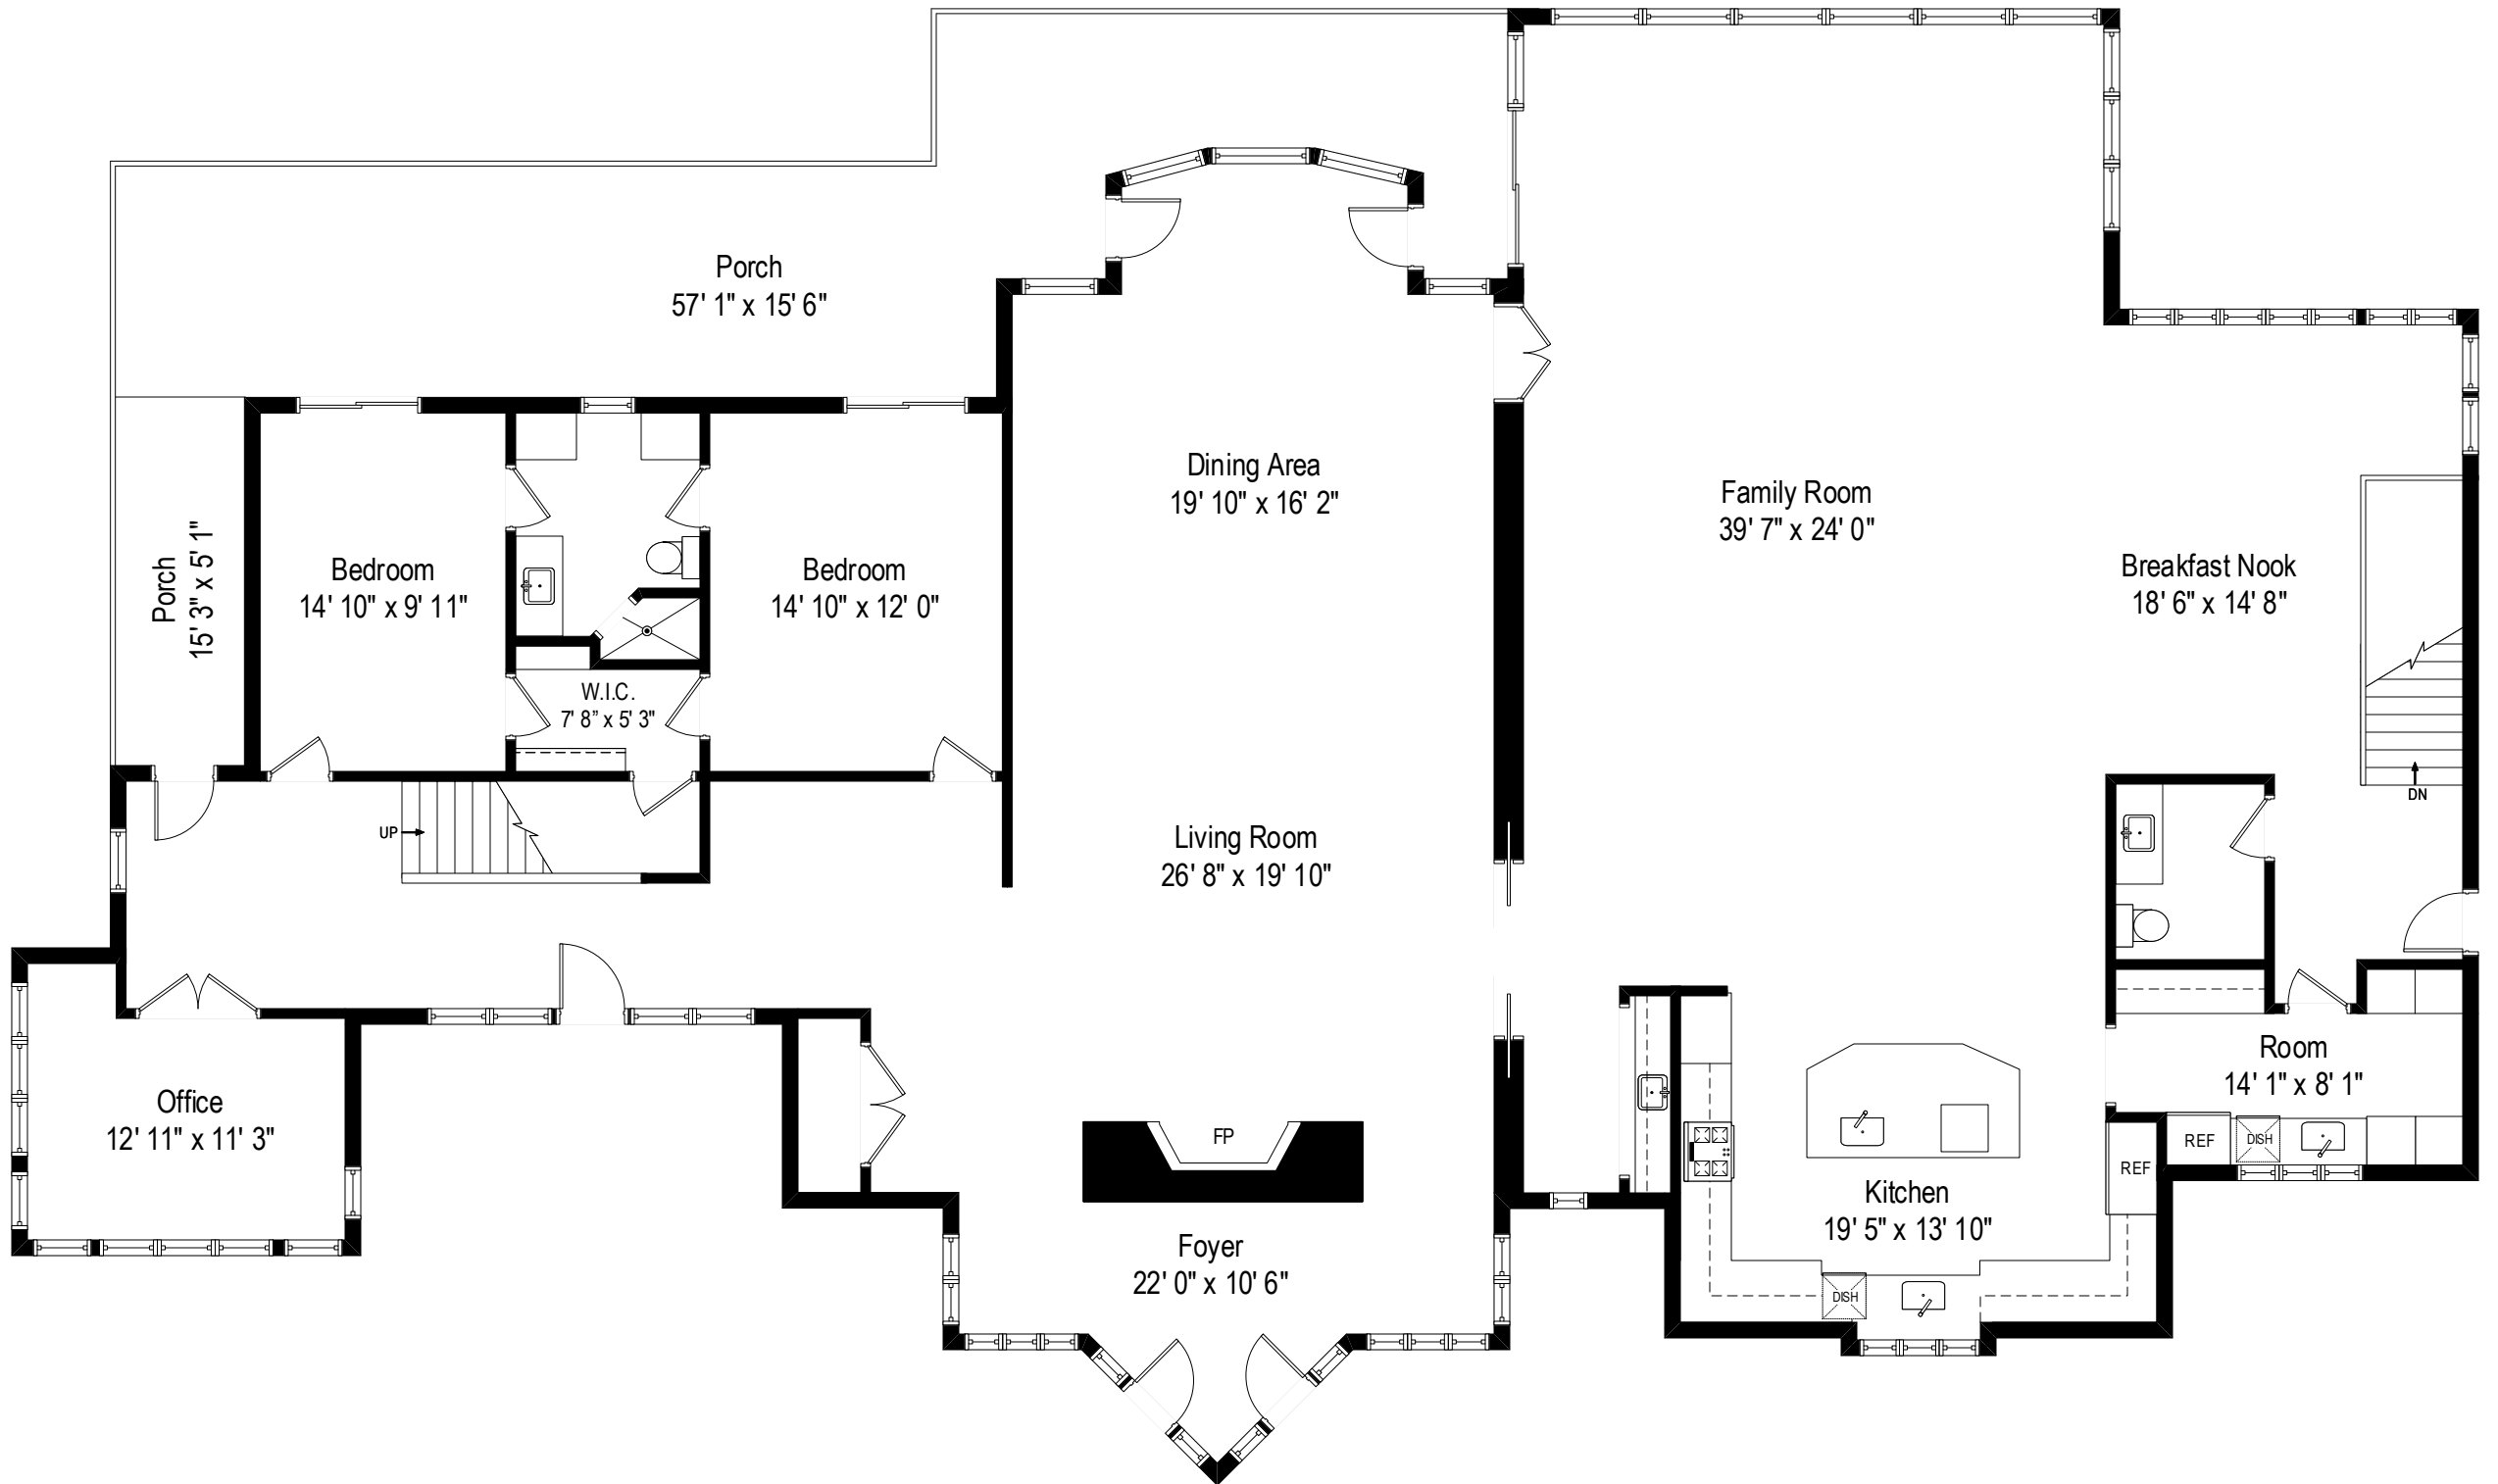 Porch
57' 1" x 15' 6"
Dining Area
19' 10" x 16' 2"
Family Room
39' 7" x 24' 0"
Breakfast Nook
18' 6" x 14' 8"
Porch
15' 3" x 5' 1"
Bedroom
14' 10" x 9' 11"
Bedroom
14' 10" x 12' 0"
W.I.C.
7' 8” x 5' 3"
UP
DN
Living Room
26' 8" x 19' 10"
Office
12' 11" x 11' 3"
FP
Room
14' 1" x 8' 1"
REF
DISH
REF
Kitchen
19' 5" x 13' 10"
Foyer
22' 0" x 10' 6"
DISH